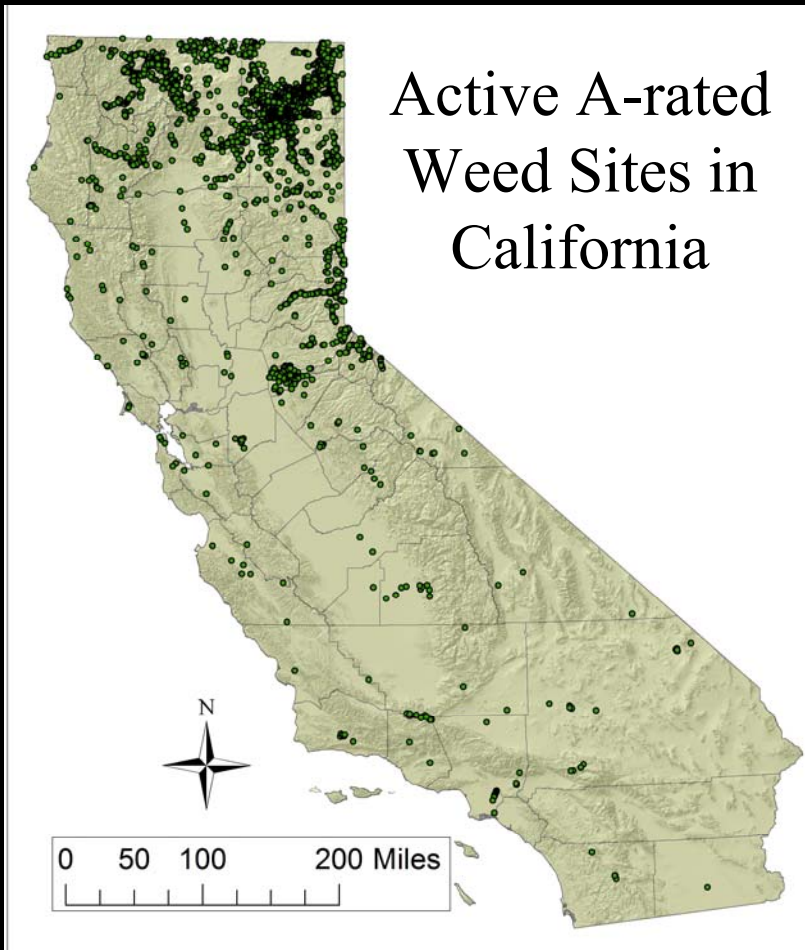 Active A-rated
Weed Sites in
California
N
0 50 100 200 Miles